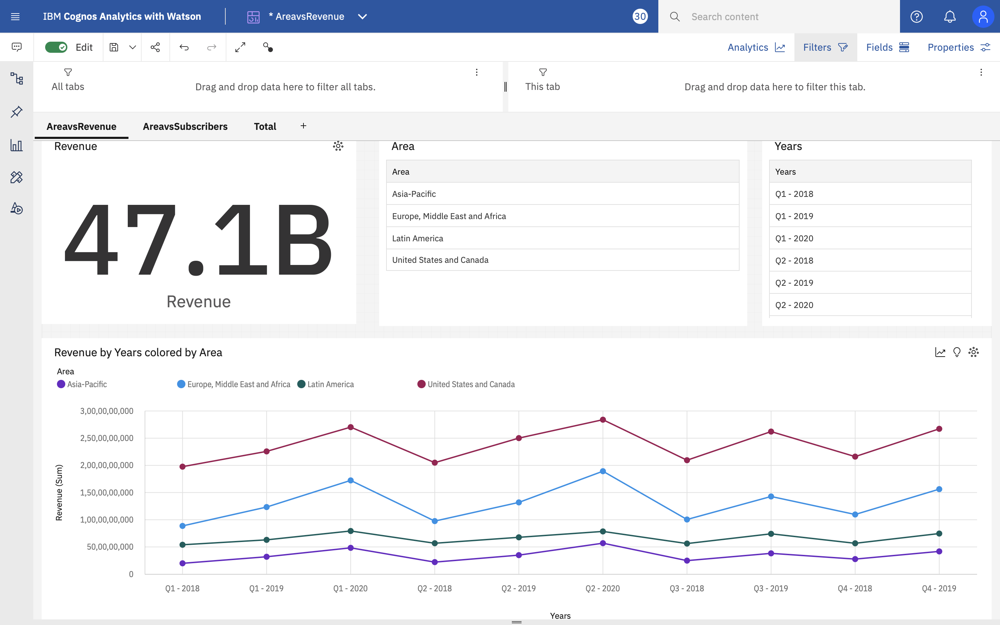 IBM Cognos Analytics with Watson
* AreavsRevenue
30
Search content
Edit
Analytics
Filters
Fields
Properties
All tabs
Drag and drop data here to filter all tabs.
This tab
Drag and drop data here to filter this tab.
AreavsRevenue
AreavsSubscribers
Total
+
Revenue
47.1B
Revenue
Area
Area
Asia-Pacific
Europe, Middle East and Africa
Latin America
United States and Canada
Years
Years
Q1 - 2018
Q1 - 2019
Q1 - 2020
Q2 - 2018
Q2 - 2019
Q2 - 2020
Revenue by Years colored by Area
Area
Asia-Pacific
Europe, Middle East and Africa
Latin America
United States and Canada
Revenue (Sum)
3,00,00,00,000
2,50,00,00,000
2,00,00,00,000
1,50,00,00,000
1,00,00,00,000
50,00,00,000
0
Q1 - 2018
Q1 - 2019
Q1 - 2020
Q2 - 2018
Q2 - 2019
Q2 - 2020
Q3 - 2018
Q3 - 2019
Q4 - 2018
Q4 - 2019
Years